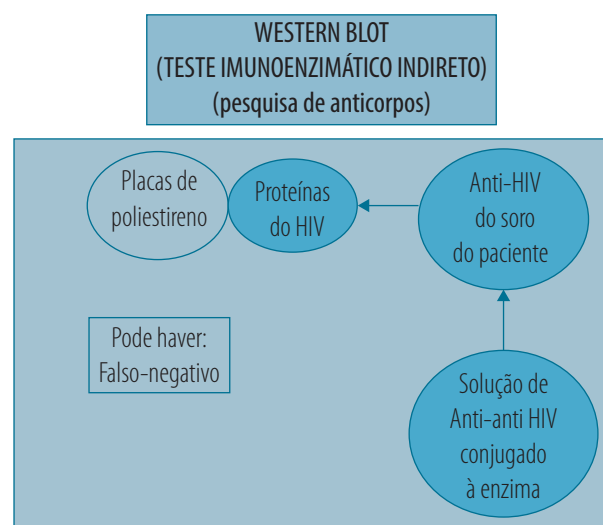 WESTERN BLOT
(TESTE IMUNOENZIMÁTICO INDIRETO)
(pesquisa de anticorpos)
Placas de
poliestireno
Proteínas
do HIV
Anti-HIV
do soro
do paciente
Pode haver:
Falso-negativo
Solução de
Anti-anti HIV
conjugado
à enzima